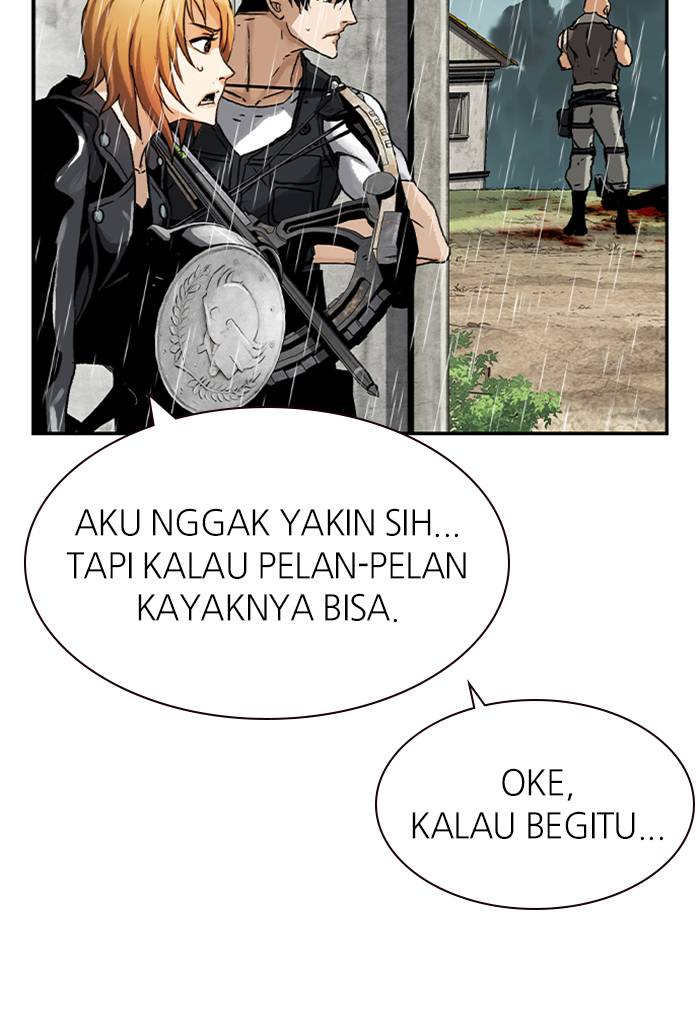 AKU NGGAK YAKIN SIH...
TAPI KALAU PELAN-PELAN
KAYAKNYA BISA.
OKE,
KALAU BEGITU...